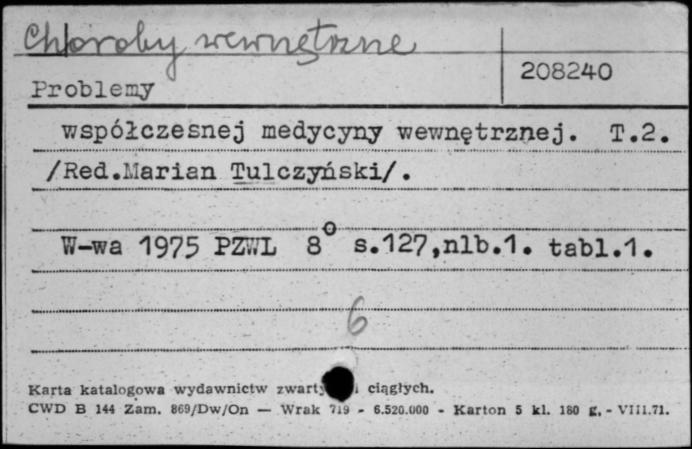 Choroby wewnętrzne
208240
Problemy
współczesnej medycyny wewnętrznej. T.2.
/Red.Marian Tulczyński/.
W-wa 1975 PZWL 8° s.127,nlb.1. tabl.1.
6
Karta katalogowa wydawnictw ciągłych.
CWD B 144 Zam. 869/Dw/On — Wrak 719 - 6.520.000 - Karton 5 kl. 180 g. - VIII.71.